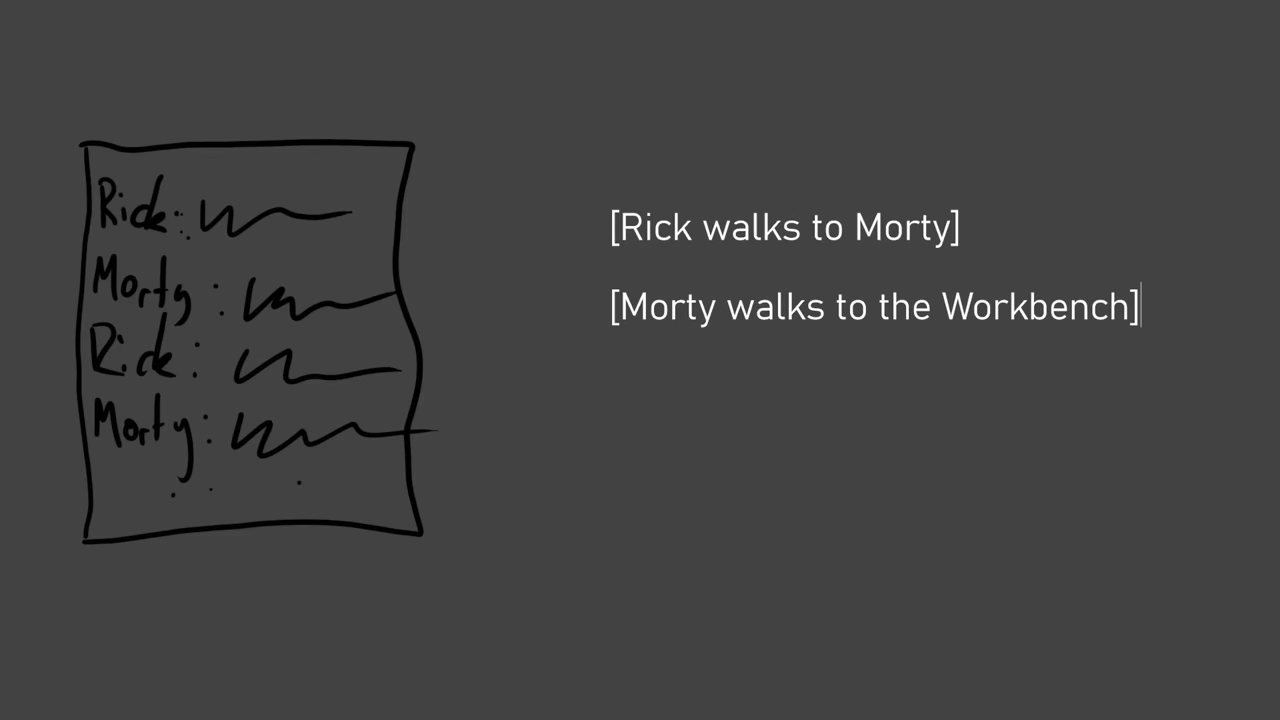 Rick:
Morty:
Rick:
Morty:
[Rick walks to Morty]
[Morty walks to the Workbench]